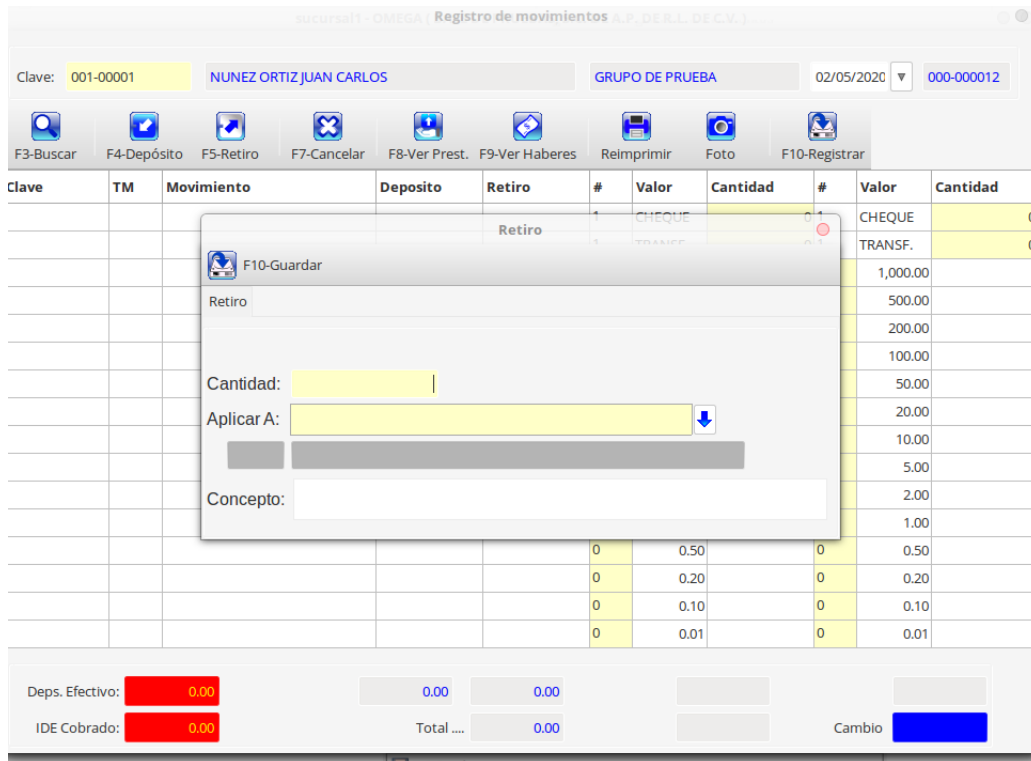 sucursal1 - OMEGA ( Registro de movimientos A.P. DE R.L. DE C.V. )
Clave: 001-00001 NUNEZ ORTIZ JUAN CARLOS GRUPO DE PRUEBA 02/05/2020 000-000012
F3-Buscar F4-Depósito F5-Retiro F7-Cancelar F8-Ver Prest. F9-Ver Haberes Reimprimir Foto F10-Registrar
Clave TM Movimiento Deposito Retiro # Valor Cantidad # Valor Cantidad
1 CHEQUE 0 1 CHEQUE 0
Retiro
1 TRANSF. 0 1 TRANSF. 0
F10-Guardar
1,000.00
Retiro
500.00
200.00
100.00
Cantidad:
50.00
Aplicar A:
20.00
10.00
5.00
Concepto:
2.00
1.00
0 0.50 0 0.50
0 0.20 0 0.20
0 0.10 0 0.10
0 0.01 0 0.01
Deps. Efectivo: 0.00 0.00 0.00
IDE Cobrado: 0.00 Total .... 0.00 Cambio